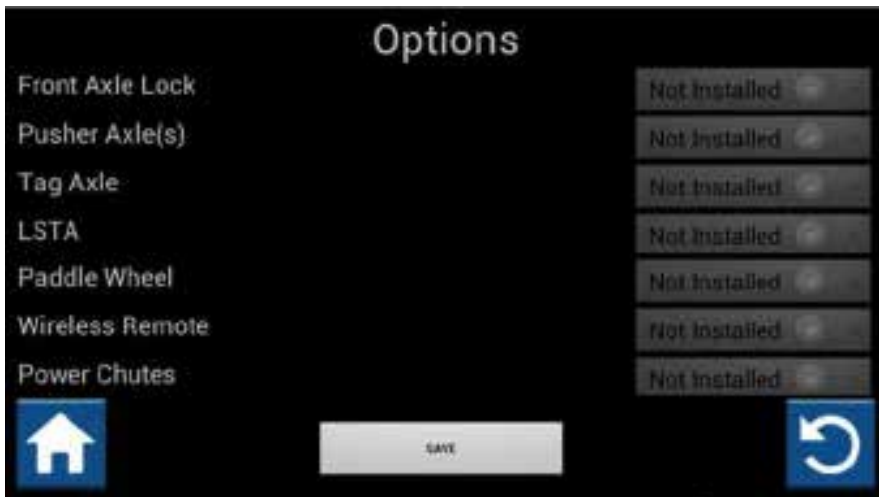 Options
Front Axle Lock Not Installed
Pusher Axle(s) Not Installed
Tag Axle Not Installed
LSTA Not Installed
Paddle Wheel Not Installed
Wireless Remote Not Installed
Power Chutes Not Installed
SAVE